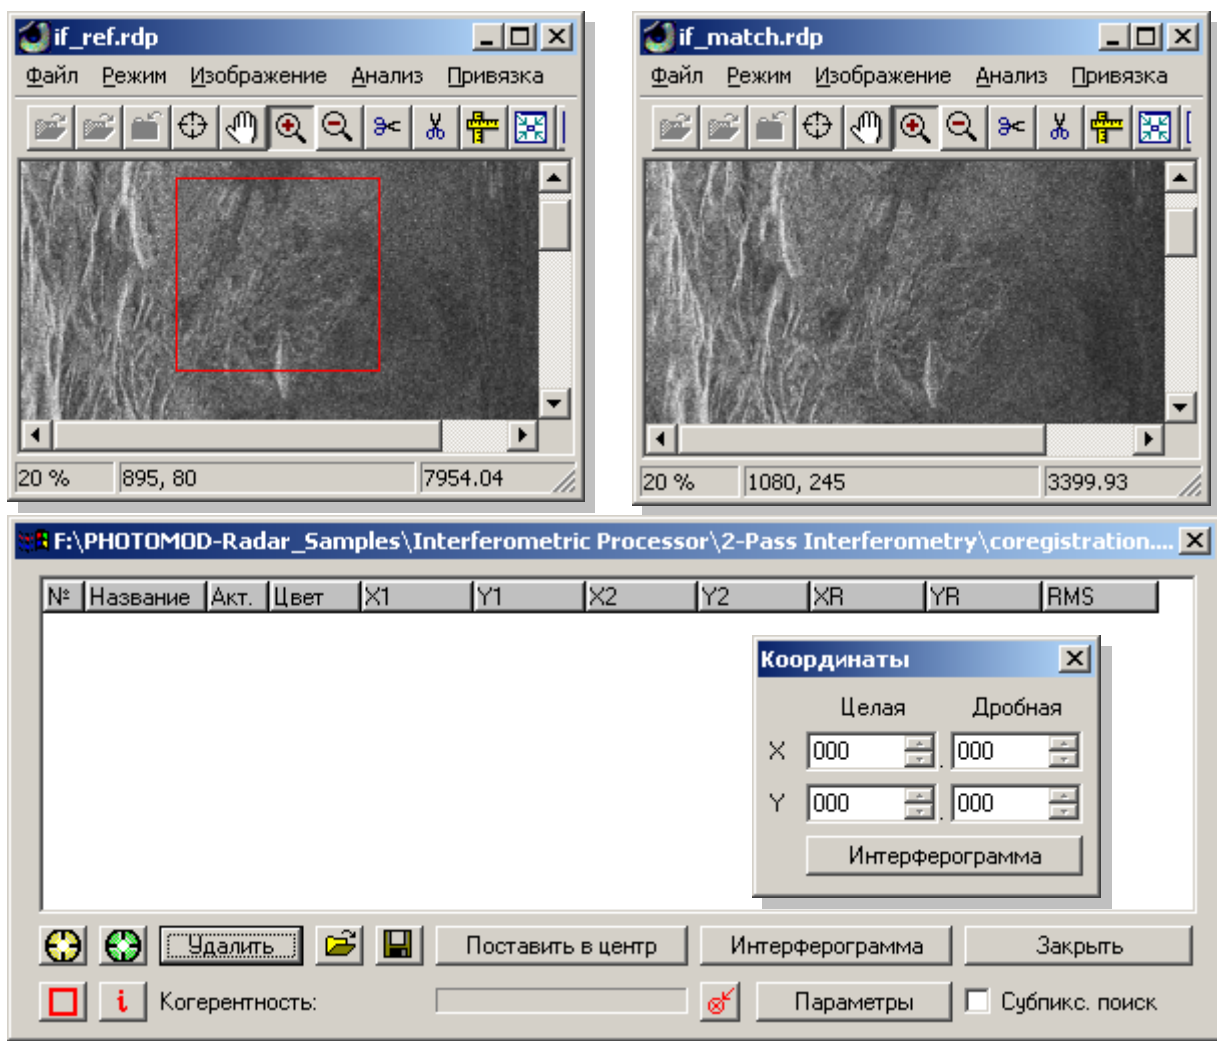 if_ref.rdp
Файл Режим Изображение Анализ Привязка
20 % 895, 80 7954.04
if_match.rdp
Файл Режим Изображение Анализ Привязка
20 % 1080, 245 3399.93
F:\PHOTOMOD-Radar_Samples\Interferometric Processor\2-Pass Interferometry\coregistration....
№ Название Акт. Цвет X1 Y1 X2 Y2 XR YR RMS
Координаты
Целая Дробная
X 000 . 000
Y 000 . 000
Интерферограмма
Удалить Поставить в центр Интерферограмма Закрыть
i Когерентность: Параметры Субпикс. поиск